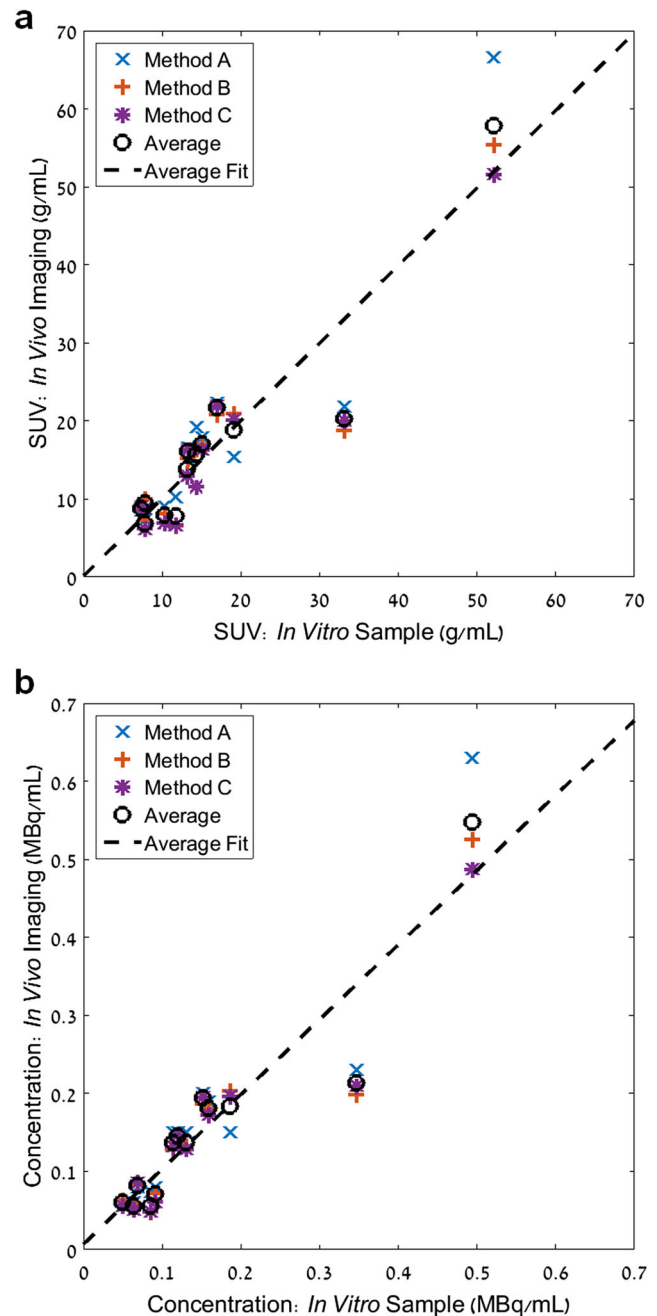 a
70
60
50
40
30
20
10
0
Method A
Method B
Method C
Average
Average Fit
SUV: In Vivo Imaging (g/mL)
0 10 20 30 40 50 60 70
SUV: In Vitro Sample (g/mL)
b
0.7
0.6
0.5
0.4
0.3
0.2
0.1
0
Method A
Method B
Method C
Average
Average Fit
Concentration: In Vivo Imaging (MBq/mL)
0 0.1 0.2 0.3 0.4 0.5 0.6 0.7
Concentration: In Vitro Sample (MBq/mL)